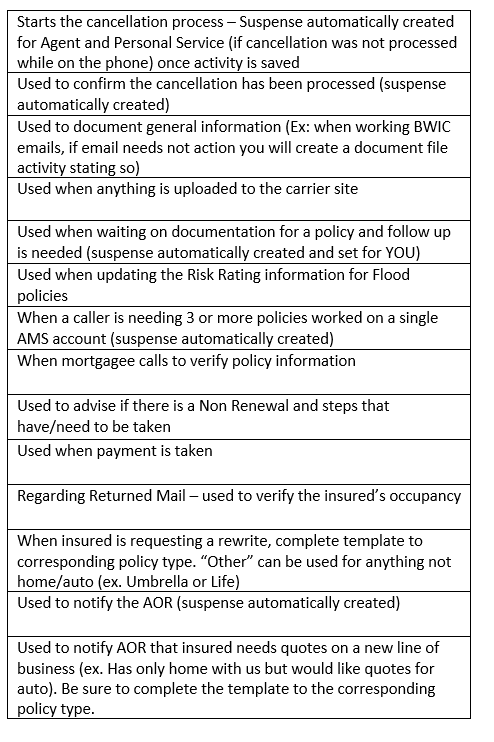 Starts the cancellation process – Suspense automatically created
for Agent and Personal Service (if cancellation was not processed
while on the phone) once activity is saved
Used to confirm the cancellation has been processed (suspense
automatically created)
Used to document general information (Ex: when working BWIC
emails, if email needs not action you will create a document file
activity stating so)
Used when anything is uploaded to the carrier site
Used when waiting on documentation for a policy and follow up
is needed (suspense automatically created and set for YOU)
Used when updating the Risk Rating information for Flood
policies
When a caller is needing 3 or more policies worked on a single
AMS account (suspense automatically created)
When mortgagee calls to verify policy information
Used to advise if there is a Non Renewal and steps that
have/need to be taken
Used when payment is taken
Regarding Returned Mail – used to verify the insured’s occupancy
When insured is requesting a rewrite, complete template to
corresponding policy type. “Other” can be used for anything not
home/auto (ex. Umbrella or Life)
Used to notify the AOR (suspense automatically created)
Used to notify AOR that insured needs quotes on a new line of
business (ex. Has only home with us but would like quotes for
auto). Be sure to complete the template to the corresponding
policy type.